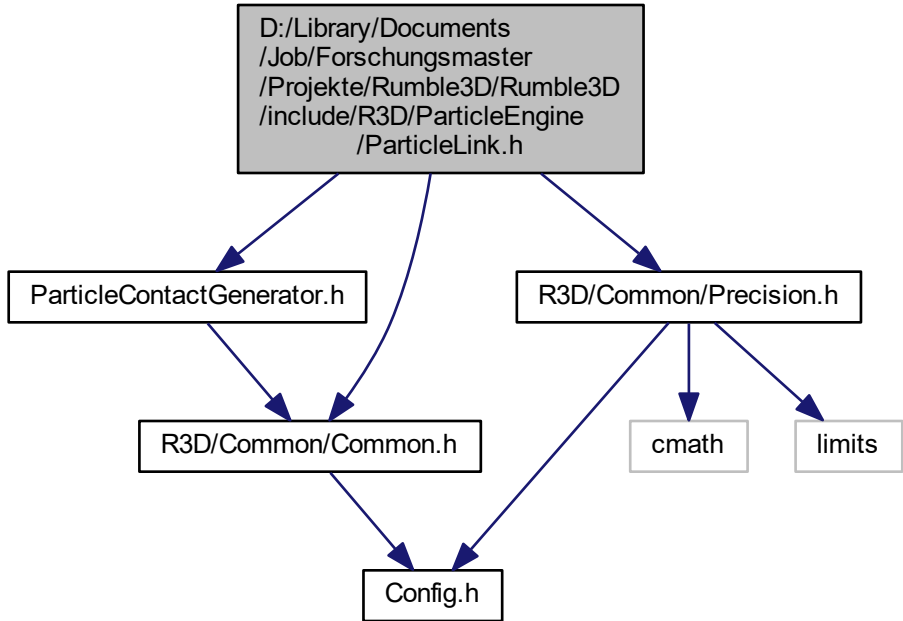 D:/Library/Documents
/Job/Forschungsmaster
/Projekte/Rumble3D/Rumble3D
/include/R3D/ParticleEngine
/ParticleLink.h
ParticleContactGenerator.h
R3D/Common/Precision.h
R3D/Common/Common.h
cmath
limits
Config.h